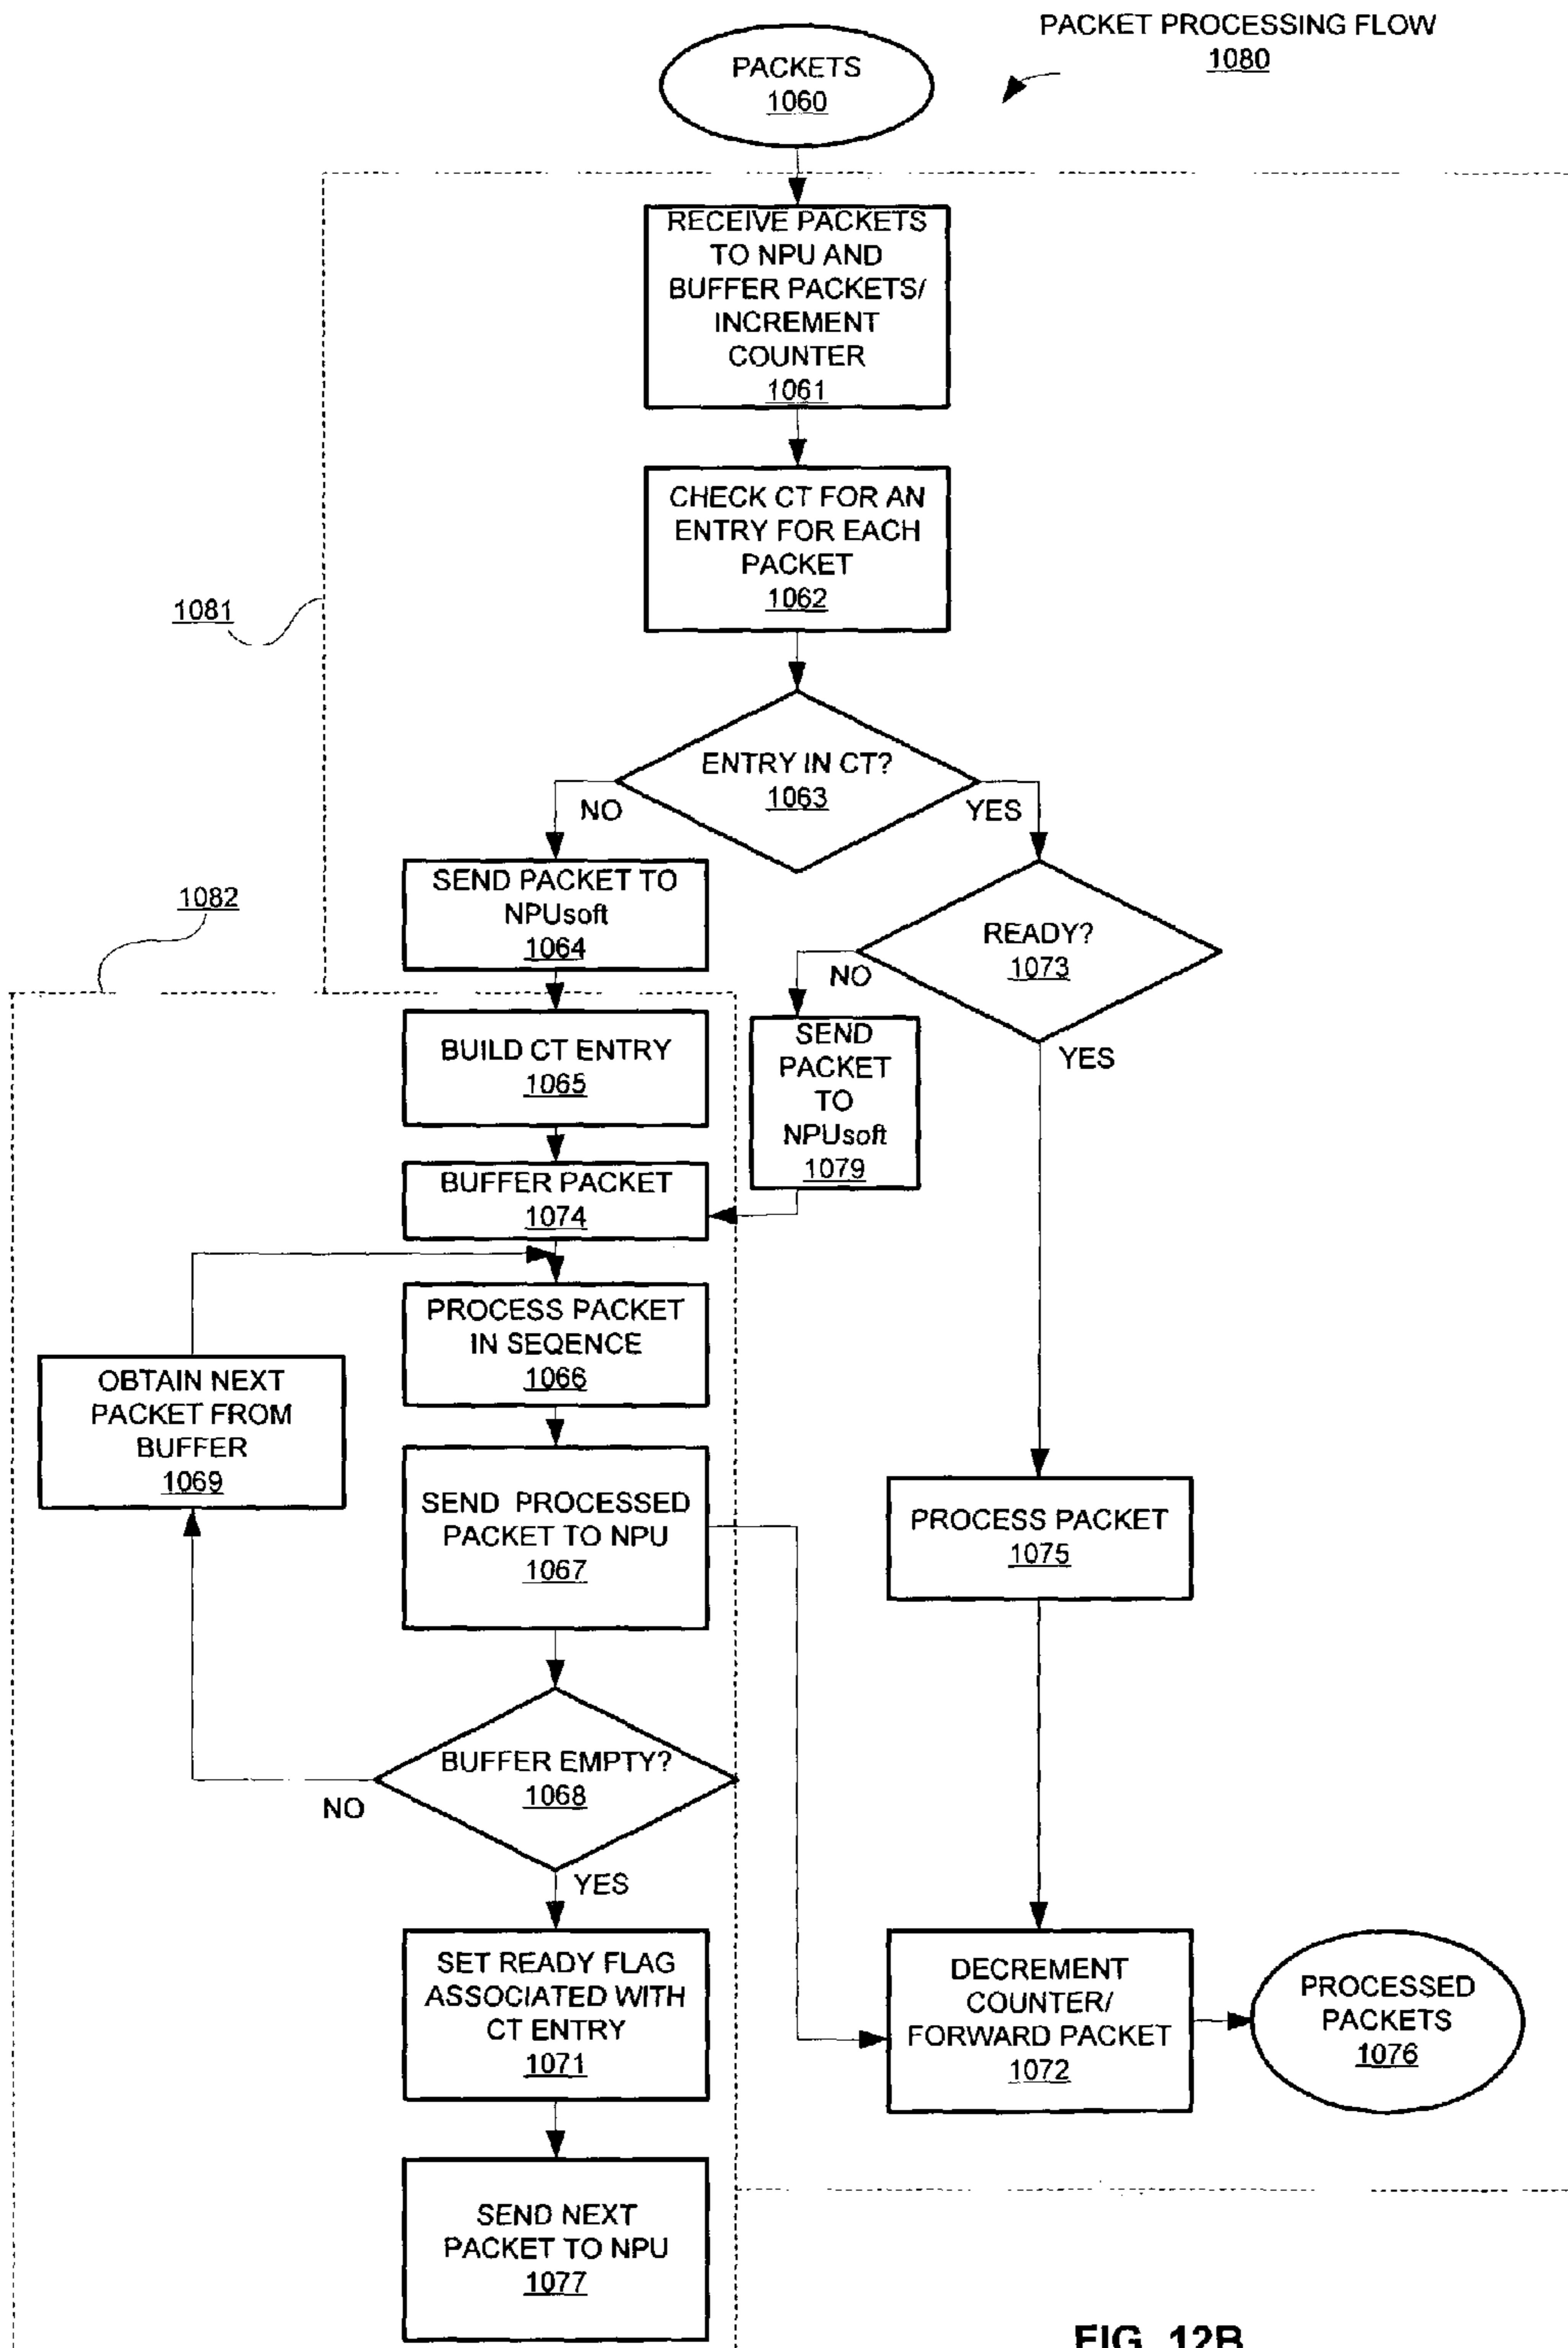 PACKET PROCESSING FLOW
1080
PACKETS
1060
RECEIVE PACKETS
TO NPU AND
BUFFER PACKETS/
INCREMENT
COUNTER
1061
CHECK CT FOR AN
ENTRY FOR EACH
PACKET
1062
1081
ENTRY IN CT?
1063
NO
YES
SEND PACKET TO
NPUsoft
1064
1082
READY?
1073
NO
YES
BUILD CT ENTRY
1065
SEND
PACKET
TO
NPUsoft
1079
BUFFER PACKET
1074
PROCESS PACKET
IN SEQENCE
1066
OBTAIN NEXT
PACKET FROM
BUFFER
1069
SEND PROCESSED
PACKET TO NPU
1067
PROCESS PACKET
1075
BUFFER EMPTY?
1068
NO
YES
SET READY FLAG
ASSOCIATED WITH
CT ENTRY
1071
DECREMENT
COUNTER/
FORWARD PACKET
1072
PROCESSED
PACKETS
1076
SEND NEXT
PACKET TO NPU
1077
FIG. 12B